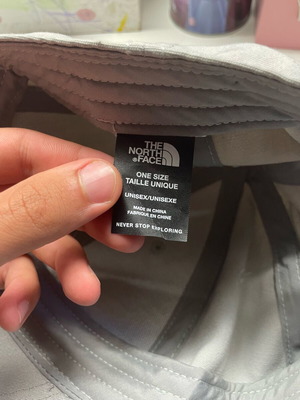 THE
NORTH
FACE
ONE SIZE
TAILLE UNIQUE
UNISEX/UNISEXE
MADE IN CHINA
FABRIQUÉ EN CHINE
NEVER STOP EXPLORING